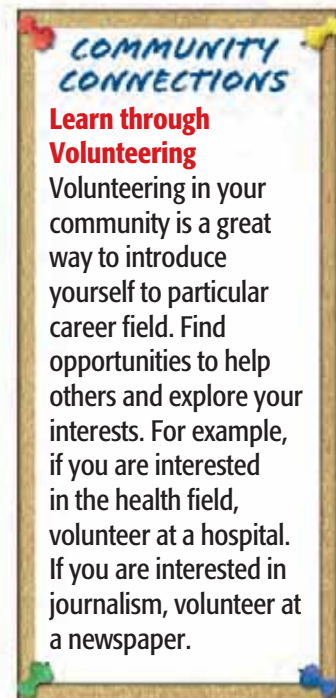 COMMUNITY
CONNECTIONS
Learn through
Volunteering
Volunteering in your
community is a great
way to introduce
yourself to particular
career field. Find
opportunities to help
others and explore your
interests. For example,
if you are interested
in the health field,
volunteer at a hospital.
If you are interested in
journalism, volunteer at
a newspaper.